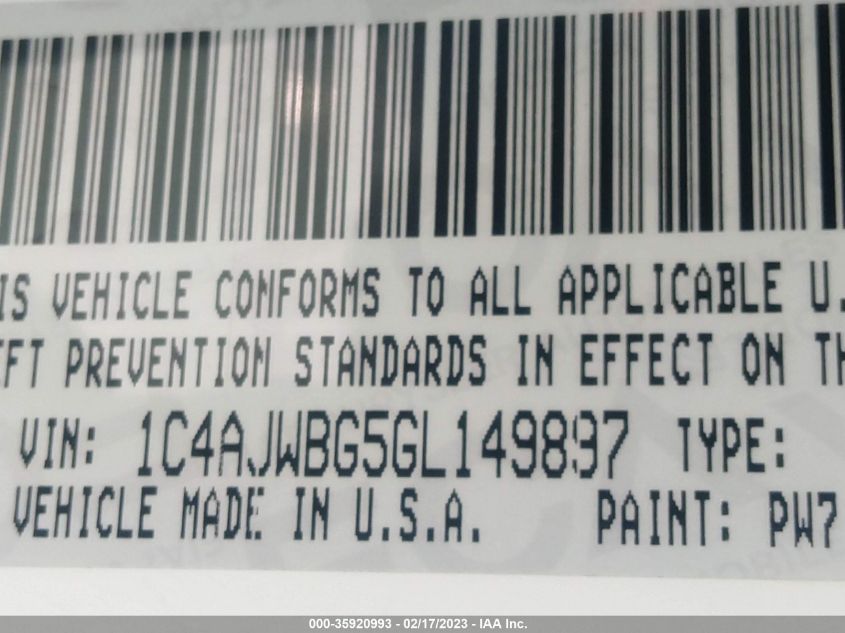 IS VEHICLE CONFORMS TO ALL APPLICABLE U.
FT PREVENTION STANDARDS IN EFFECT ON TH
VIN: 1C4AJWBG5GL149897 TYPE:
VEHICLE MADE IN U.S.A. PAINT: PW7
000-35920993 - 02/17/2023 - IAA Inc.